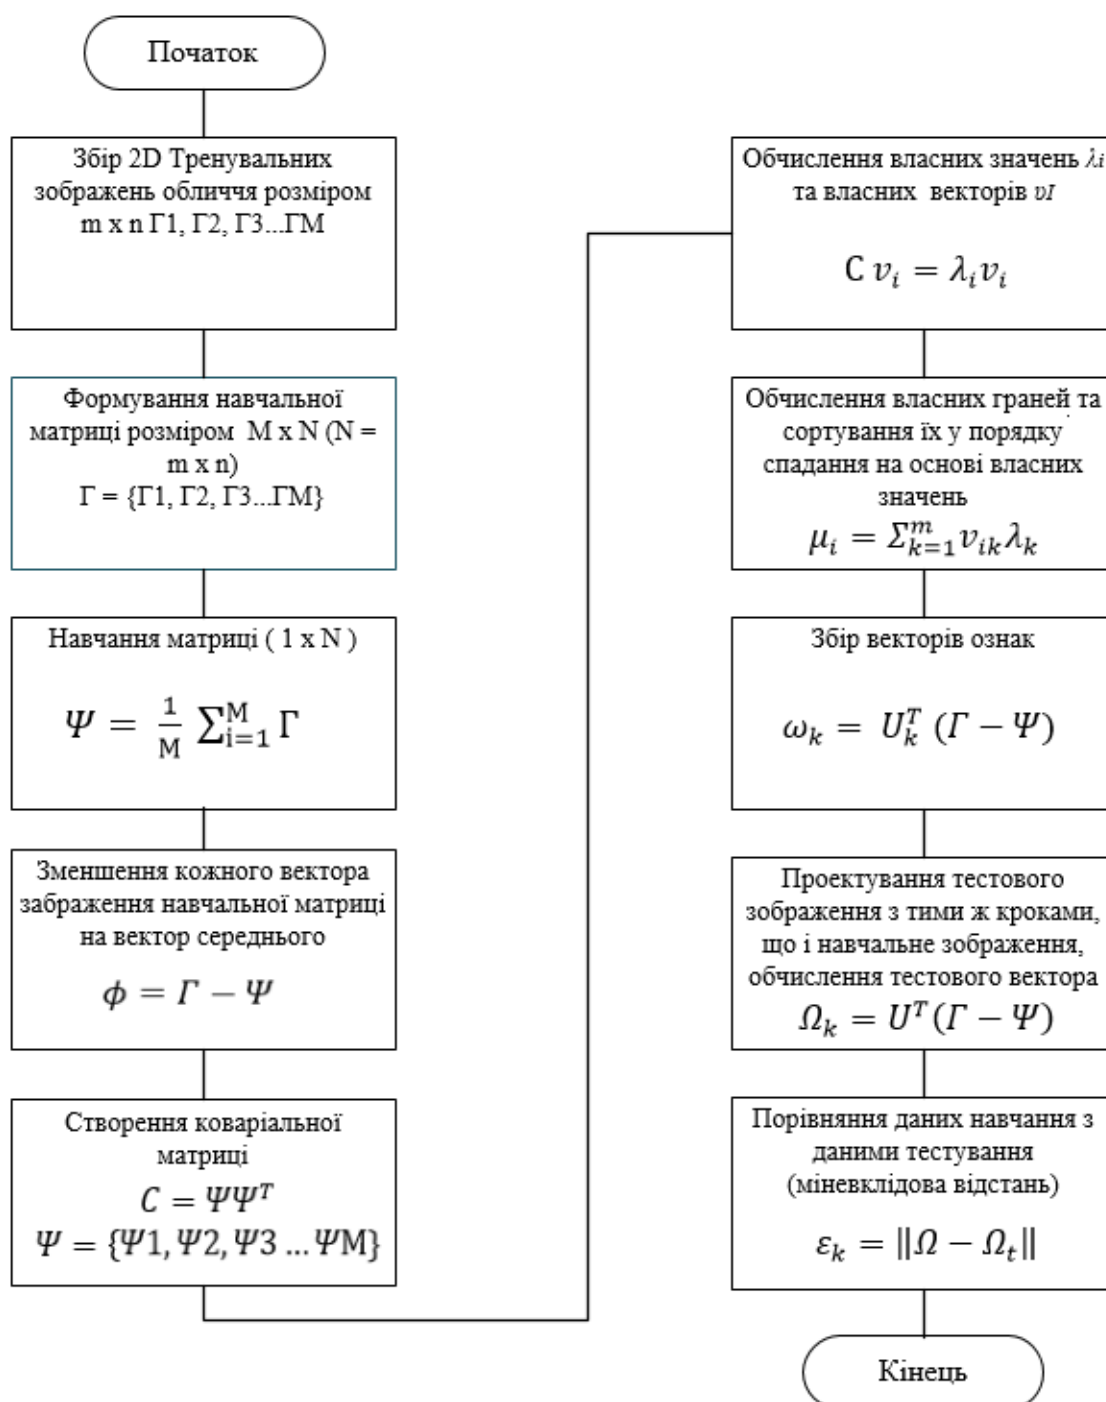 Початок
Збір 2D Тренувальних
зображень обличчя розміром
m x n Г1, Г2, Г3...ГМ
Формування навчальної
матриці розміром M x N (N =
m x n)
Г = {Г1, Г2, Г3...ГМ}
Навчання матриці ( 1 x N )
Ψ = 1/M ∑_{i=1}^{M} Γ
Зменшення кожного вектора
забраження навчальної матриці
на вектор середнього
ϕ = Γ − Ψ
Створення коваріальної
матриці
C = ΨΨ^T
Ψ = {Ψ1, Ψ2, Ψ3 … ΨM}
Обчислення власних значень λi
та власних векторів υI
C v_i = λ_i v_i
Обчислення власних граней та
сортування їх у порядку
спадання на основі власних
значень
μ_i = Σ_{k=1}^{m} v_{ik} λ_k
Збір векторів ознак
ω_k = U_k^T (Γ − Ψ)
Проектування тестового
зображення з тими ж кроками,
що і навчальне зображення,
обчислення тестового вектора
Ω_k = U^T(Γ − Ψ)
Порівняння даних навчання з
даними тестування
(міневклідова відстань)
ε_k = ‖Ω − Ω_t‖
Кінець